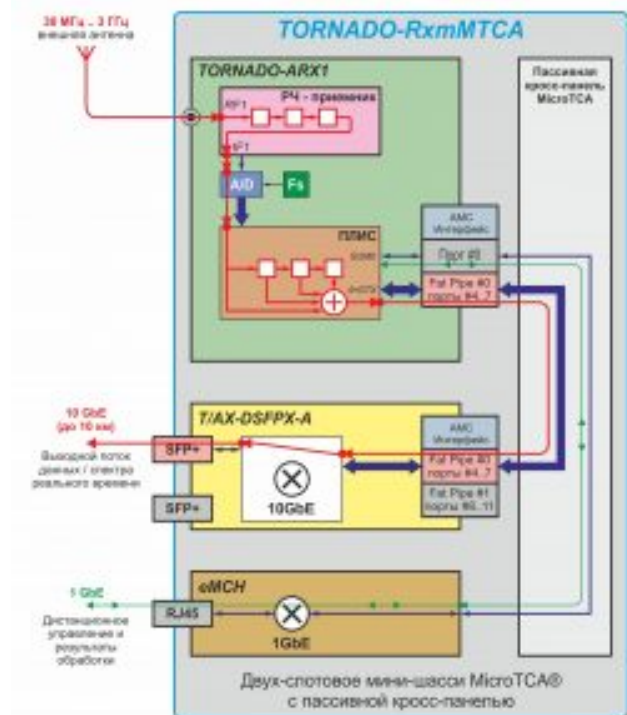 30 МГц .. 3 ГГц
внешняя антенна
TORNADO-RxmMTCA
TORNADO-ARX1
РЧ - приемник
A/D
Fs
ПЛИС
AMC
Интерфейс
Порт #0
Fat Pipe #0
порты #4..7
Пассивная
кросс-панель
MicroTCA
10 GbE
(до 10 км)
Выходной поток
данных / спектра
реального времени
T/AX-DSFPX-A
SFP+
SFP+
10GbE
AMC
Интерфейс
Fat Pipe #0
порты #4..7
Fat Pipe #1
порты #8..11
1 GbE
Дистанционное
управление и
результаты
обработки
eMCH
RJ45
1GbE
Двух-слотовое мини-шасси MicroTCA®
с пассивной кросс-панелью